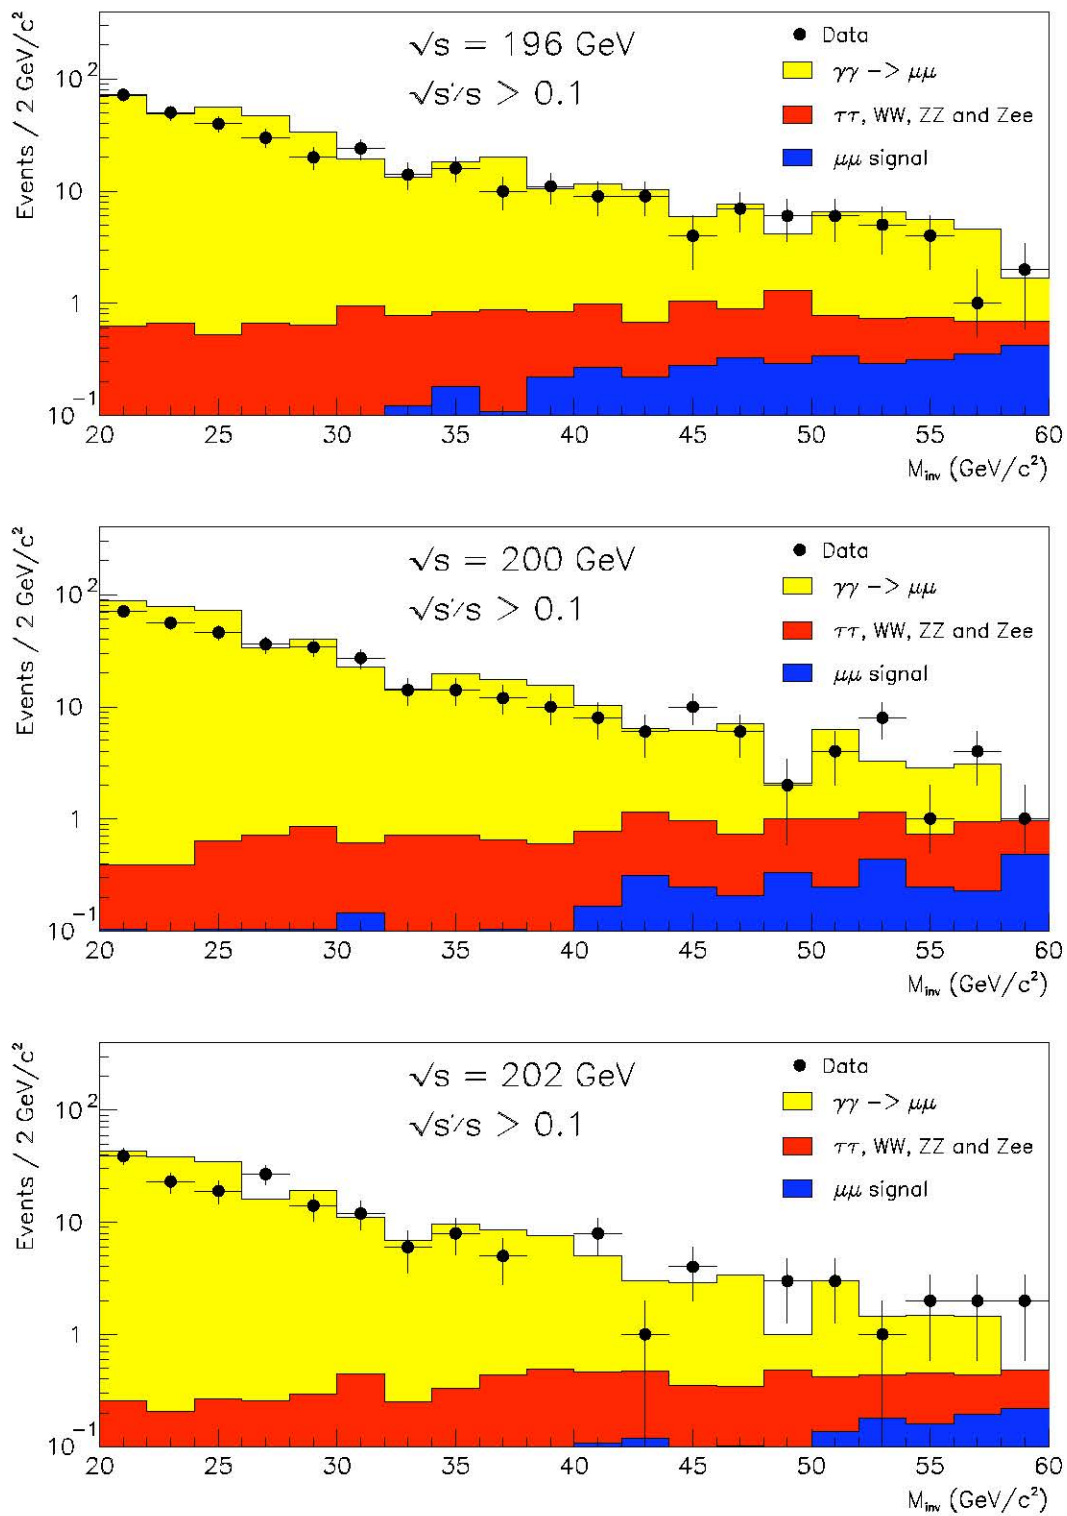 Events / 2 GeV/c²
√s = 196 GeV
√s'/s > 0.1
Data
γγ -> μμ
ττ, WW, ZZ and Zee
μμ signal
10²
10
1
10⁻¹
20 25 30 35 40 45 50 55 60
M_inv (GeV/c²)
Events / 2 GeV/c²
√s = 200 GeV
√s'/s > 0.1
Data
γγ -> μμ
ττ, WW, ZZ and Zee
μμ signal
10²
10
1
10⁻¹
20 25 30 35 40 45 50 55 60
M_inv (GeV/c²)
Events / 2 GeV/c²
√s = 202 GeV
√s'/s > 0.1
Data
γγ -> μμ
ττ, WW, ZZ and Zee
μμ signal
10²
10
1
10⁻¹
20 25 30 35 40 45 50 55 60
M_inv (GeV/c²)